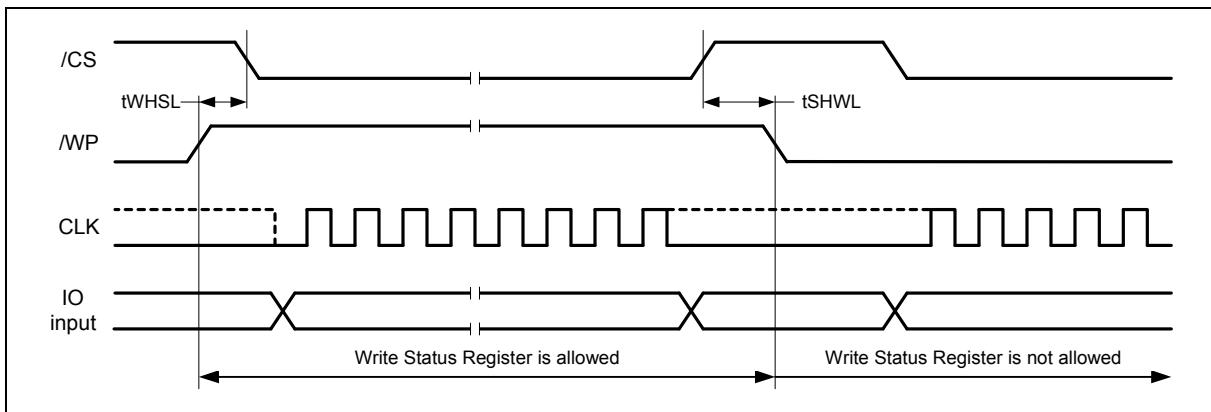 /CS
tWHSL
tSHWL
/WP
CLK
IO
input
Write Status Register is allowed
Write Status Register is not allowed